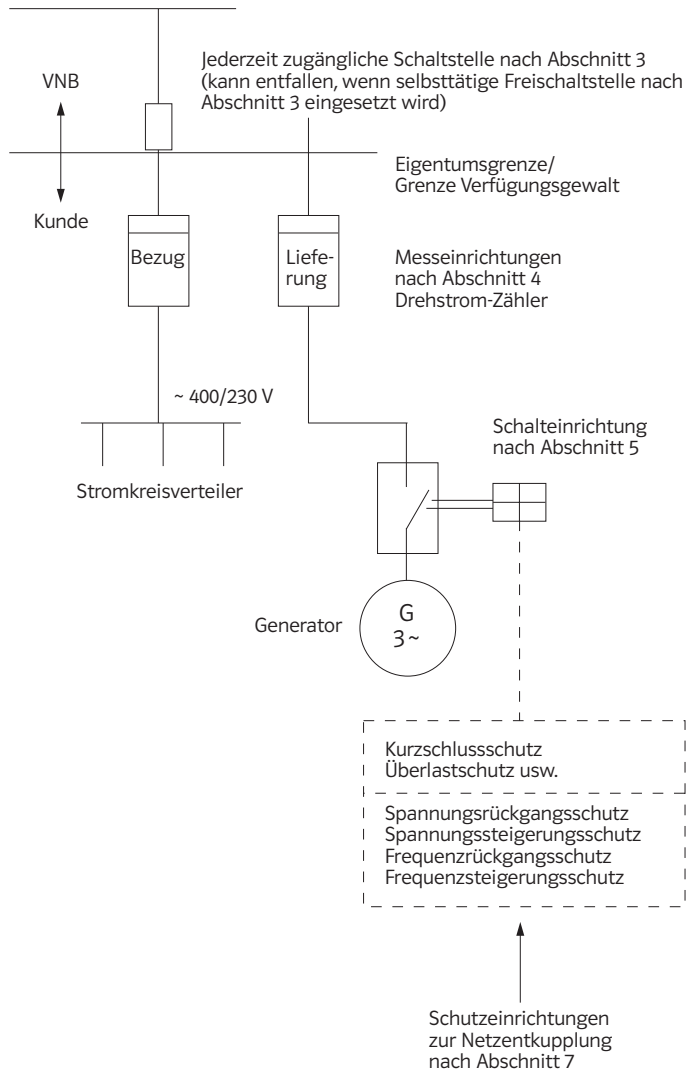 Jederzeit zugängliche Schaltstelle nach Abschnitt 3
(kann entfallen, wenn selbsttätige Freischaltstelle nach
Abschnitt 3 eingesetzt wird)
VNB
Eigentumsgrenze/
Grenze Verfügungsgewalt
Kunde
Bezug
Liefe-
rung
Messeinrichtungen
nach Abschnitt 4
Drehstrom-Zähler
~ 400/230 V
Schalteinrichtung
nach Abschnitt 5
Stromkreisverteiler
Generator
G
3~
Kurzschlussschutz
Überlastschutz usw.
Spannungsrückgangsschutz
Spannungssteigerungsschutz
Frequenzrückgangsschutz
Frequenzsteigerungsschutz
Schutzeinrichtungen
zur Netzentkupplung
nach Abschnitt 7